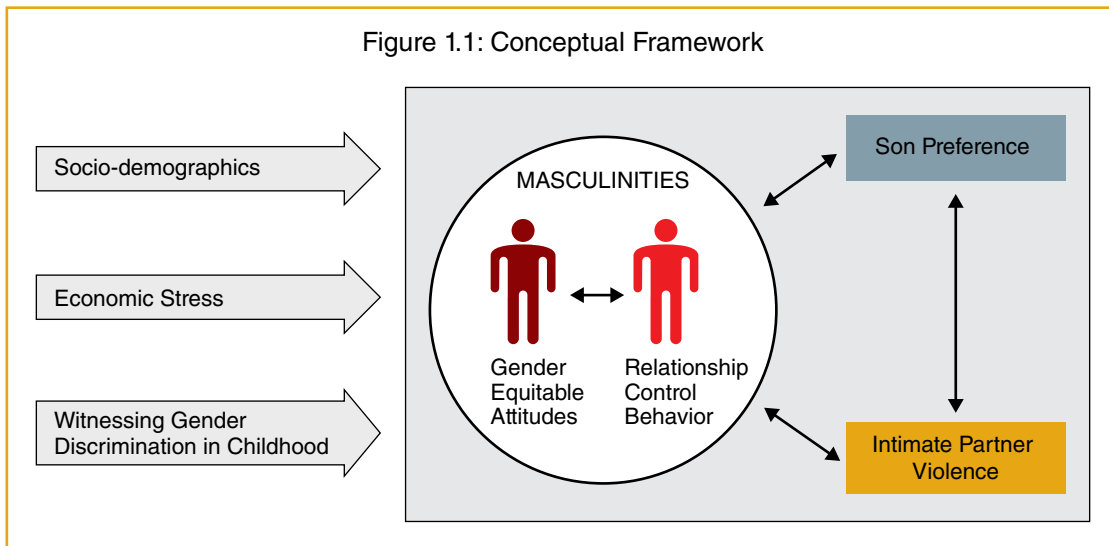 Figure 1.1: Conceptual Framework
Socio-demographics
Economic Stress
Witnessing Gender
Discrimination in Childhood
MASCULINITIES
Gender
Equitable
Attitudes
Relationship
Control
Behavior
Son Preference
Intimate Partner
Violence